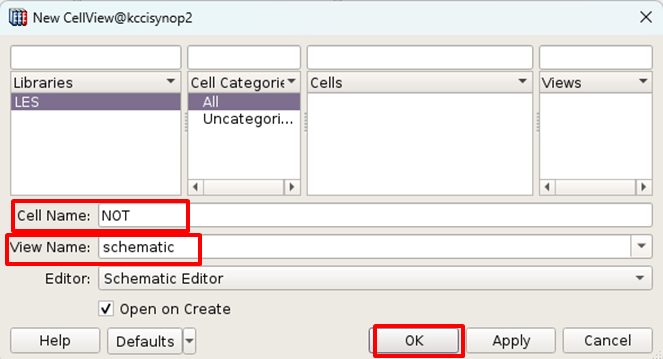 New CellView@kccisynop2
Libraries Cell Categorie Cells Views
LES All
Uncategori...
Cell Name: NOT
View Name: schematic
Editor: Schematic Editor
Open on Create
Help Defaults OK Apply Cancel